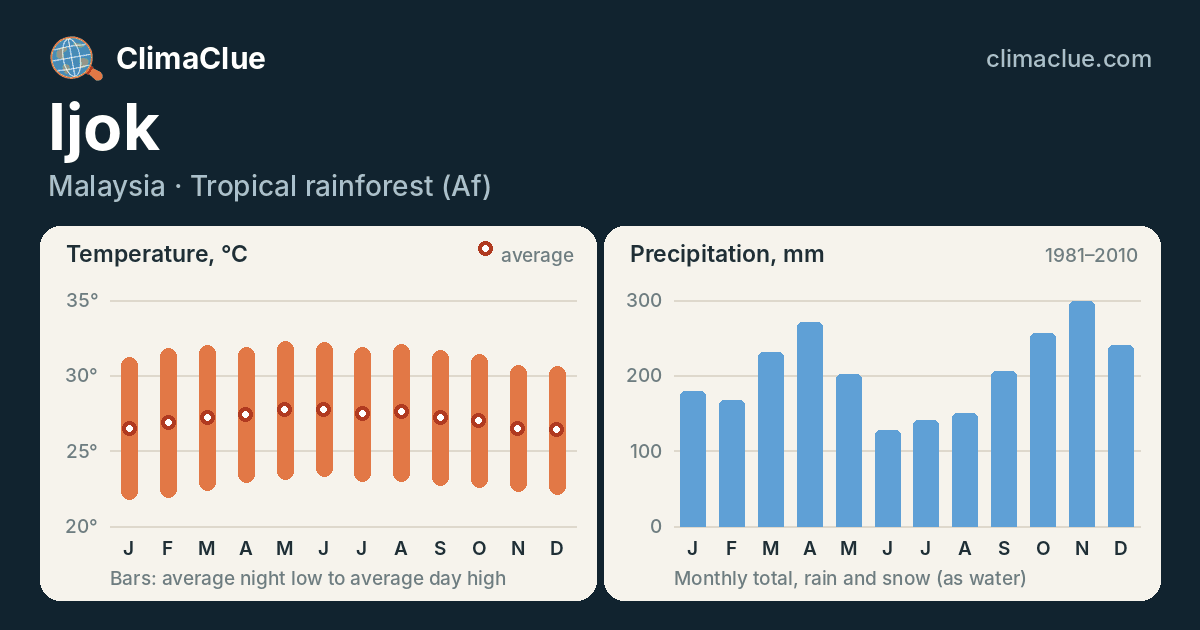 ClimaClue
climaclue.com
Ijok
Malaysia · Tropical rainforest (Af)
Temperature, °C
average
35°
30°
25°
20°
J F M A M J J A S O N D
Bars: average night low to average day high
Precipitation, mm
1981–2010
300
200
100
0
J F M A M J J A S O N D
Monthly total, rain and snow (as water)